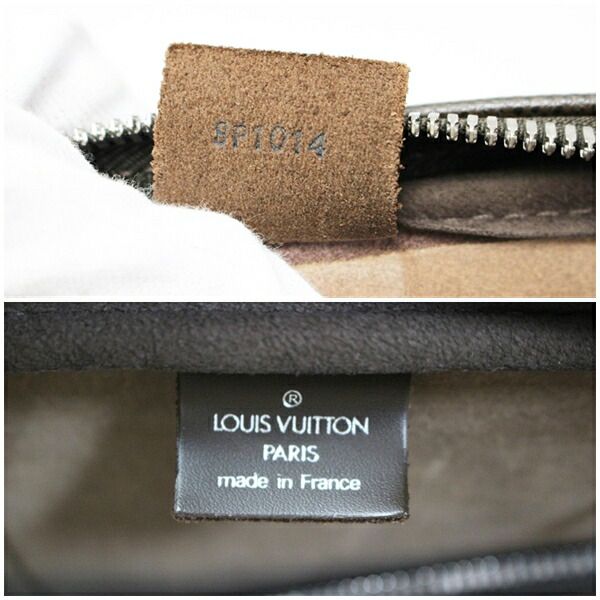 SP1014
®
LOUIS VUITTON
PARIS
made in France